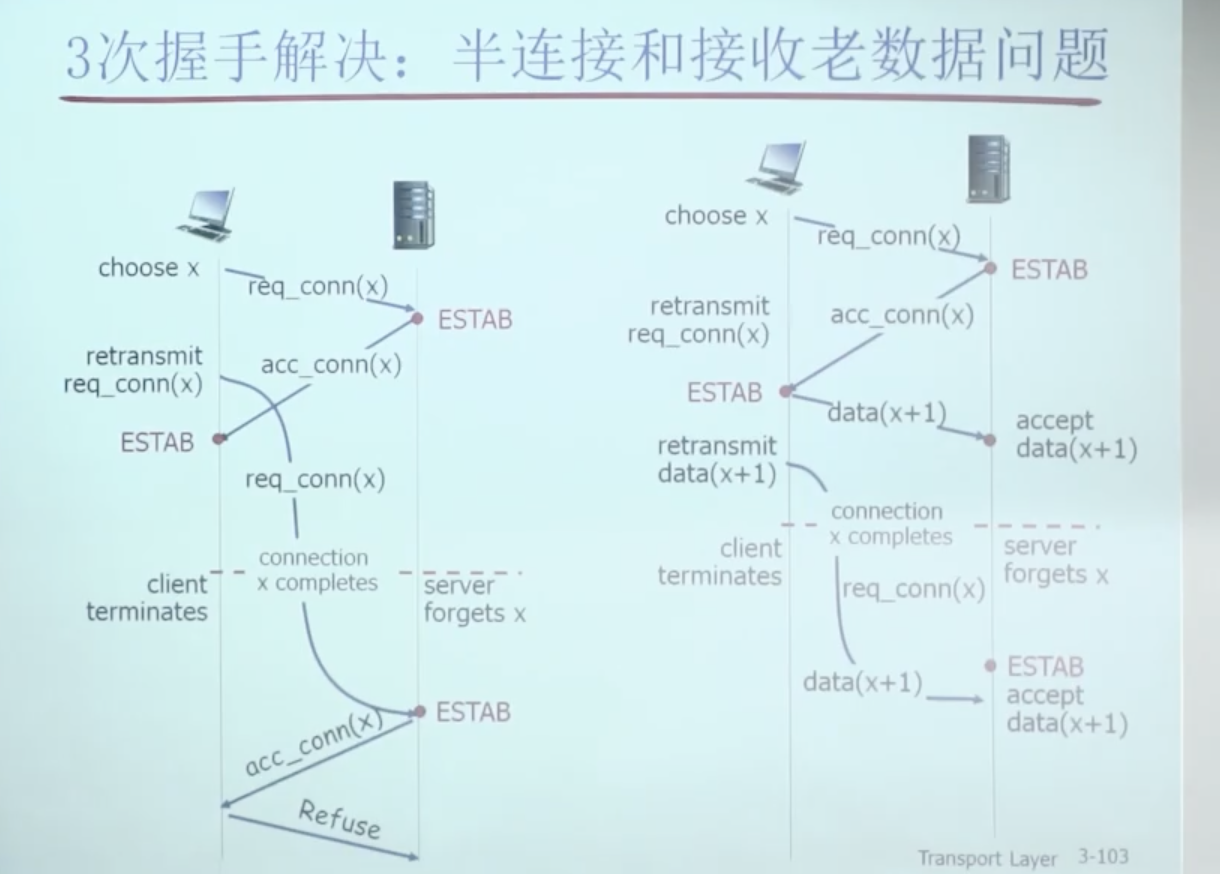 3次握手解决：半连接和接收老数据问题
choose x
req_conn(x)
ESTAB
retransmit
req_conn(x)
acc_conn(x)
ESTAB
req_conn(x)
connection
x completes
client
terminates
server
forgets x
ESTAB
acc_conn(x)
Refuse
choose x
req_conn(x)
ESTAB
retransmit
req_conn(x)
acc_conn(x)
ESTAB
data(x+1)
accept
data(x+1)
retransmit
data(x+1)
connection
x completes
client
terminates
server
forgets x
req_conn(x)
ESTAB
data(x+1)
accept
data(x+1)
Transport Layer 3-103